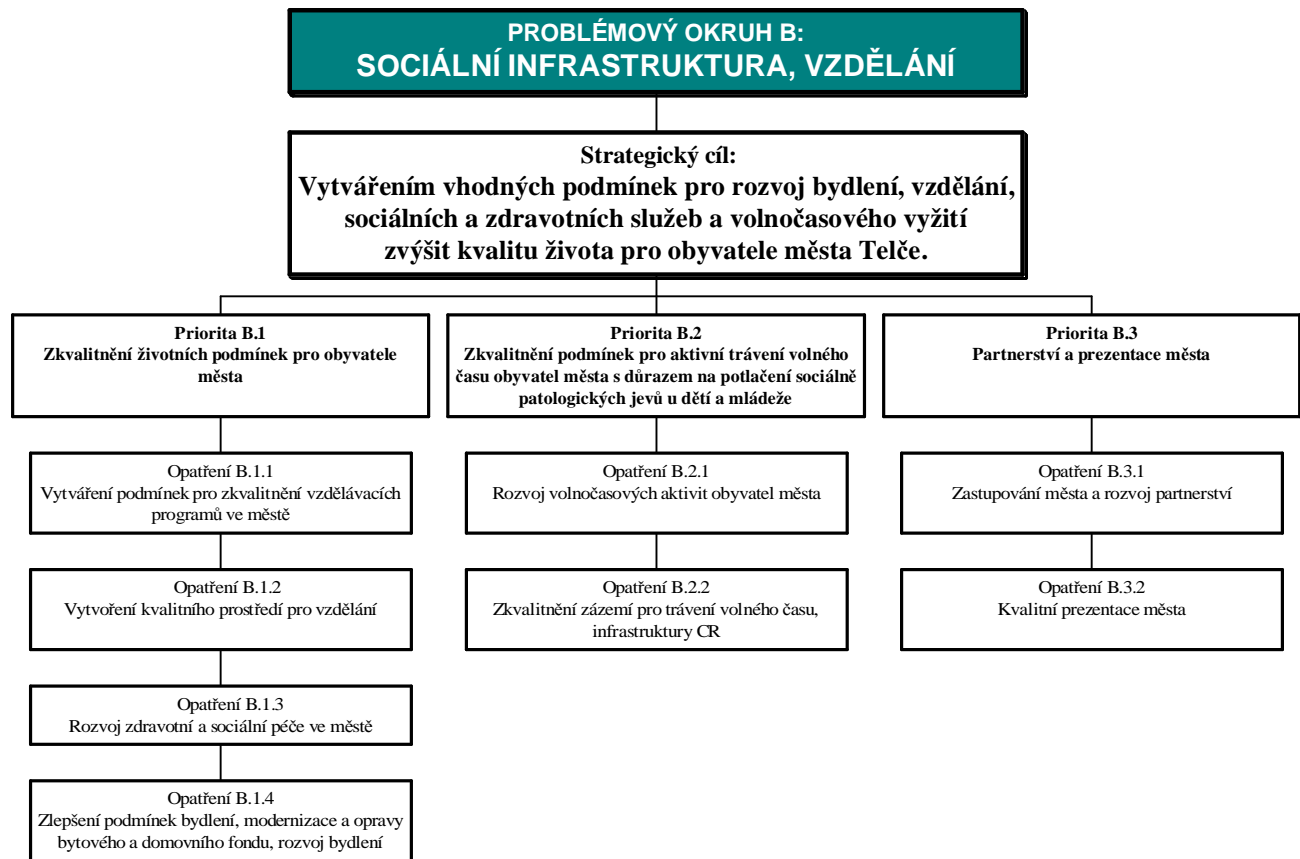 PROBLÉMOVÝ OKRUH B:
SOCIÁLNÍ INFRASTRUKTURA, VZDĚLÁNÍ
Strategický cíl:
Vytvářením vhodných podmínek pro rozvoj bydlení, vzdělání,
sociálních a zdravotních služeb a volnočasového vyžití
zvýšit kvalitu života pro obyvatele města Telče.
Priorita B.1
Zkvalitnění životních podmínek pro obyvatele
města
Priorita B.2
Zkvalitnění podmínek pro aktivní trávení volného
času obyvatel města s důrazem na potlačení sociálně
patologických jevů u dětí a mládeže
Priorita B.3
Partnerství a prezentace města
Opatření B.1.1
Vytváření podmínek pro zkvalitnění vzdělávacích
programů ve městě
Opatření B.1.2
Vytvoření kvalitního prostředí pro vzdělání
Opatření B.1.3
Rozvoj zdravotní a sociální péče ve městě
Opatření B.1.4
Zlepšení podmínek bydlení, modernizace a opravy
bytového a domovního fondu, rozvoj bydlení
Opatření B.2.1
Rozvoj volnočasových aktivit obyvatel města
Opatření B.2.2
Zkvalitnění zázemí pro trávení volného času,
infrastruktury CR
Opatření B.3.1
Zastupování města a rozvoj partnerství
Opatření B.3.2
Kvalitní prezentace města